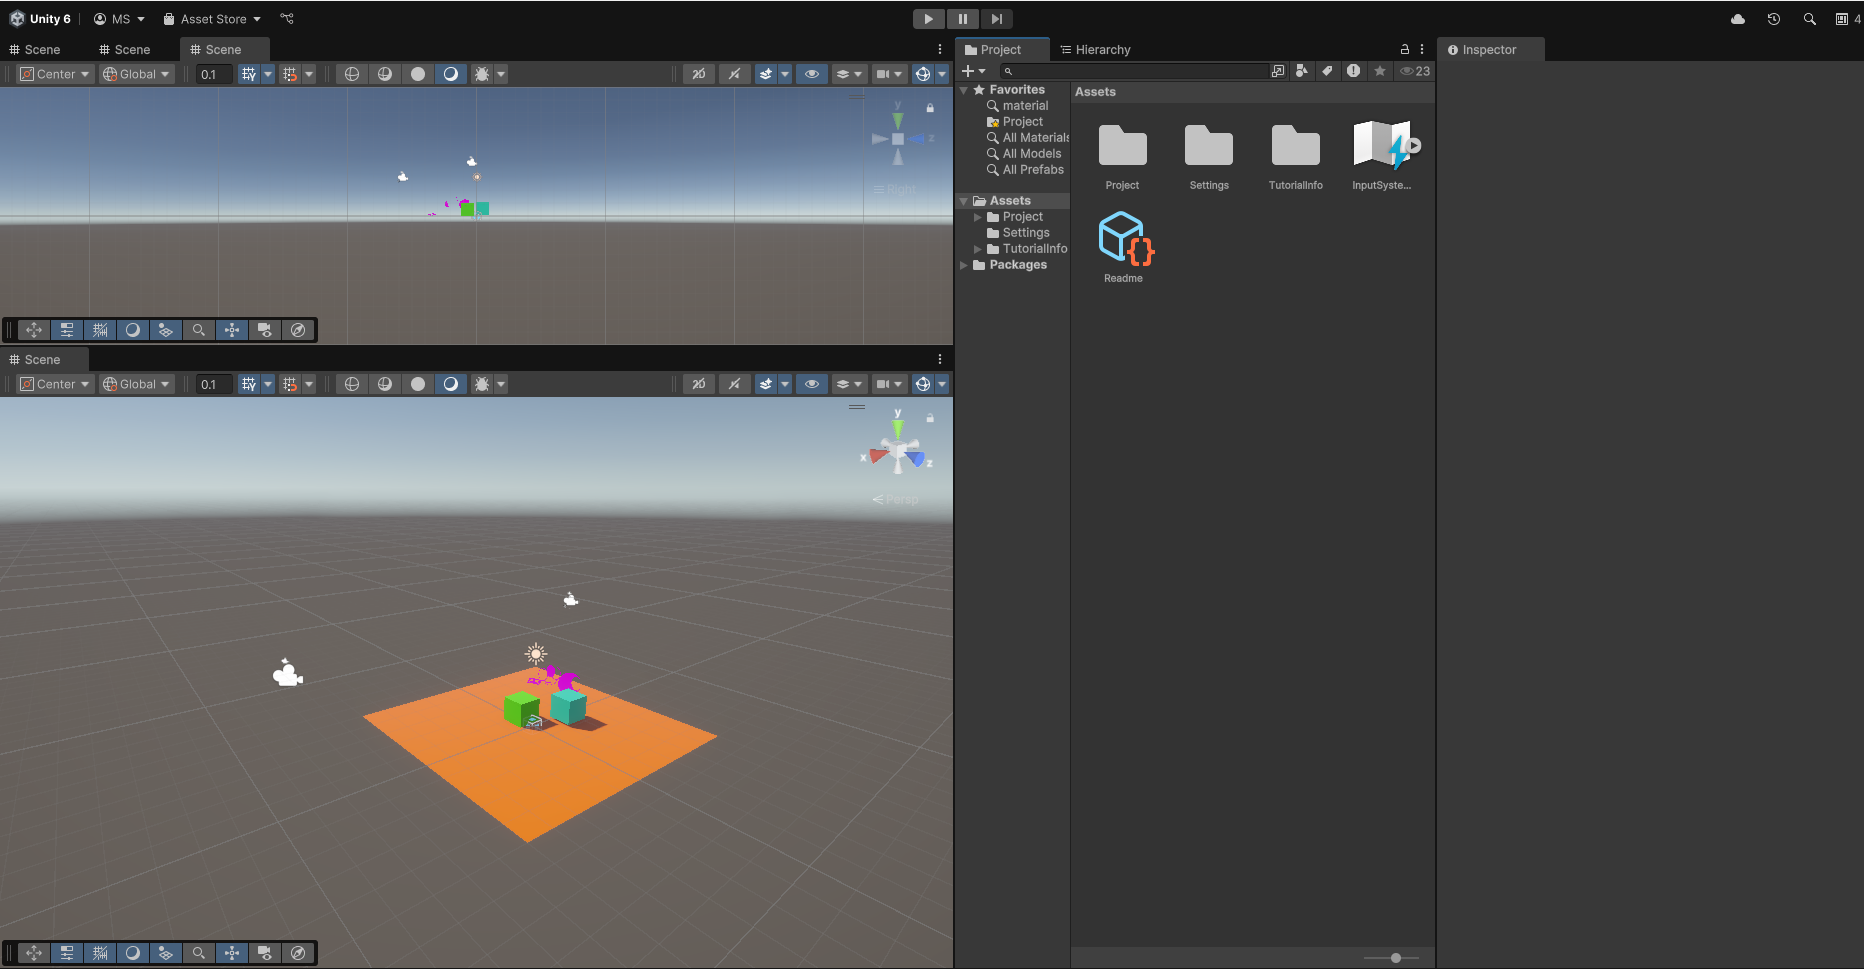 Unity 6 MS Asset Store 4
Scene Scene Scene
Center Global 0.1 2D
y
z
Right
Scene
Center Global 0.1 2D
y
x z
Persp
Project Hierarchy
23
Favorites
material
Project
All Materials
All Models
All Prefabs
Assets
Project
Settings
TutorialInfo
Packages
Assets
Project Settings TutorialInfo InputSyste...
Readme
Inspector